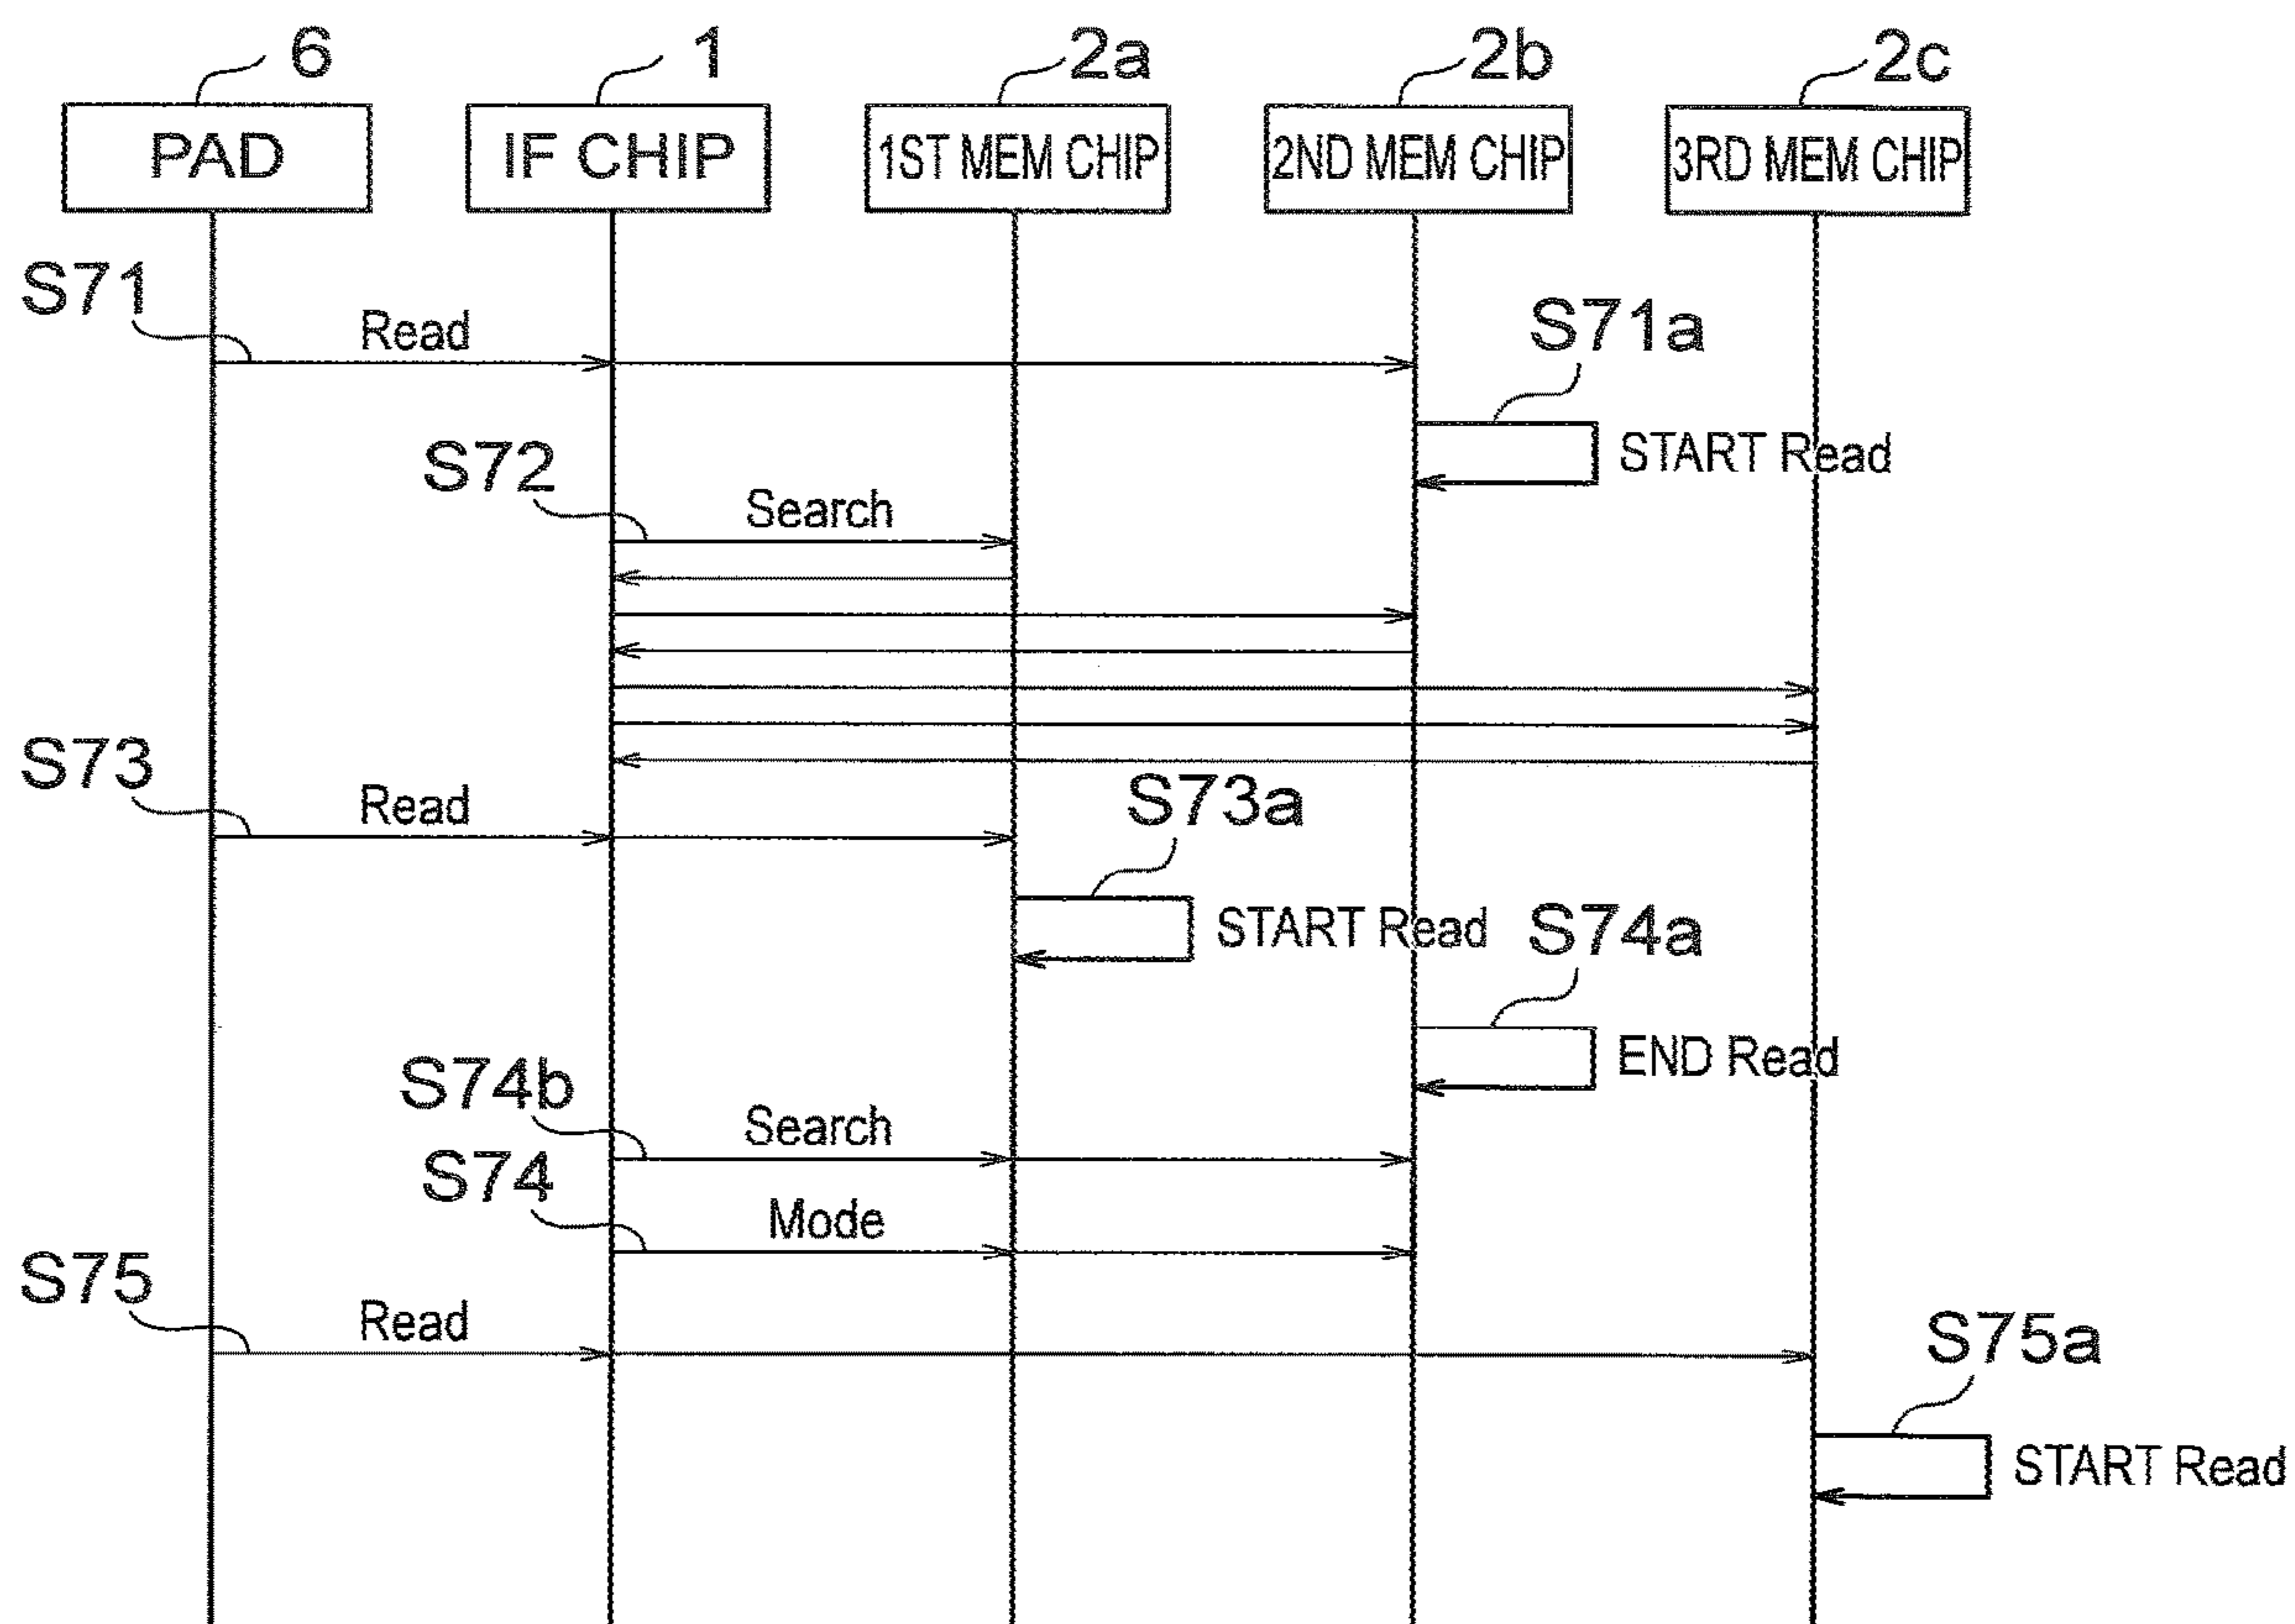 6
1
2a
2b
2c
PAD
IF CHIP
1ST MEM CHIP
2ND MEM CHIP
3RD MEM CHIP
S71
Read
S71a
START Read
S72
Search
S73
Read
S73a
START Read
S74a
END Read
S74b
Search
S74
Mode
S75
Read
S75a
START Read